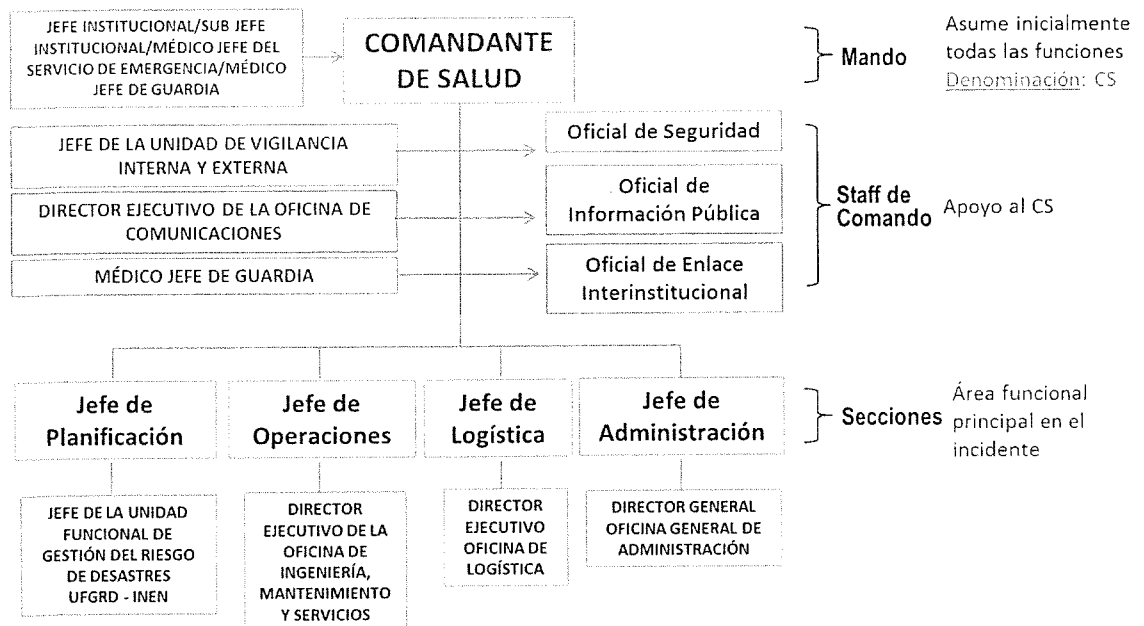 JEFE INSTITUCIONAL/SUB JEFE
INSTITUCIONAL/MÉDICO JEFE DEL
SERVICIO DE EMERGENCIA/MÉDICO
JEFE DE GUARDIA
COMANDANTE
DE SALUD
Mando
Asume inicialmente
todas las funciones
Denominación: CS
JEFE DE LA UNIDAD DE VIGILANCIA
INTERNA Y EXTERNA
DIRECTOR EJECUTIVO DE LA OFICINA DE
COMUNICACIONES
MÉDICO JEFE DE GUARDIA
Oficial de Seguridad
Oficial de
Información Pública
Oficial de Enlace
Interinstitucional
Staff de
Comando
Apoyo al CS
Jefe de
Planificación
Jefe de
Operaciones
Jefe de
Logística
Jefe de
Administración
Secciones
Área funcional
principal en el
incidente
JEFE DE LA UNIDAD
FUNCIONAL DE
GESTIÓN DEL RIESGO
DE DESASTRES
UFGRD - INEN
DIRECTOR
EJECUTIVO DE LA
OFICINA DE
INGENIERÍA,
MANTENIMIENTO
Y SERVICIOS
DIRECTOR
EJECUTIVO
OFICINA DE
LOGÍSTICA
DIRECTOR GENERAL
OFICINA GENERAL DE
ADMINISTRACIÓN